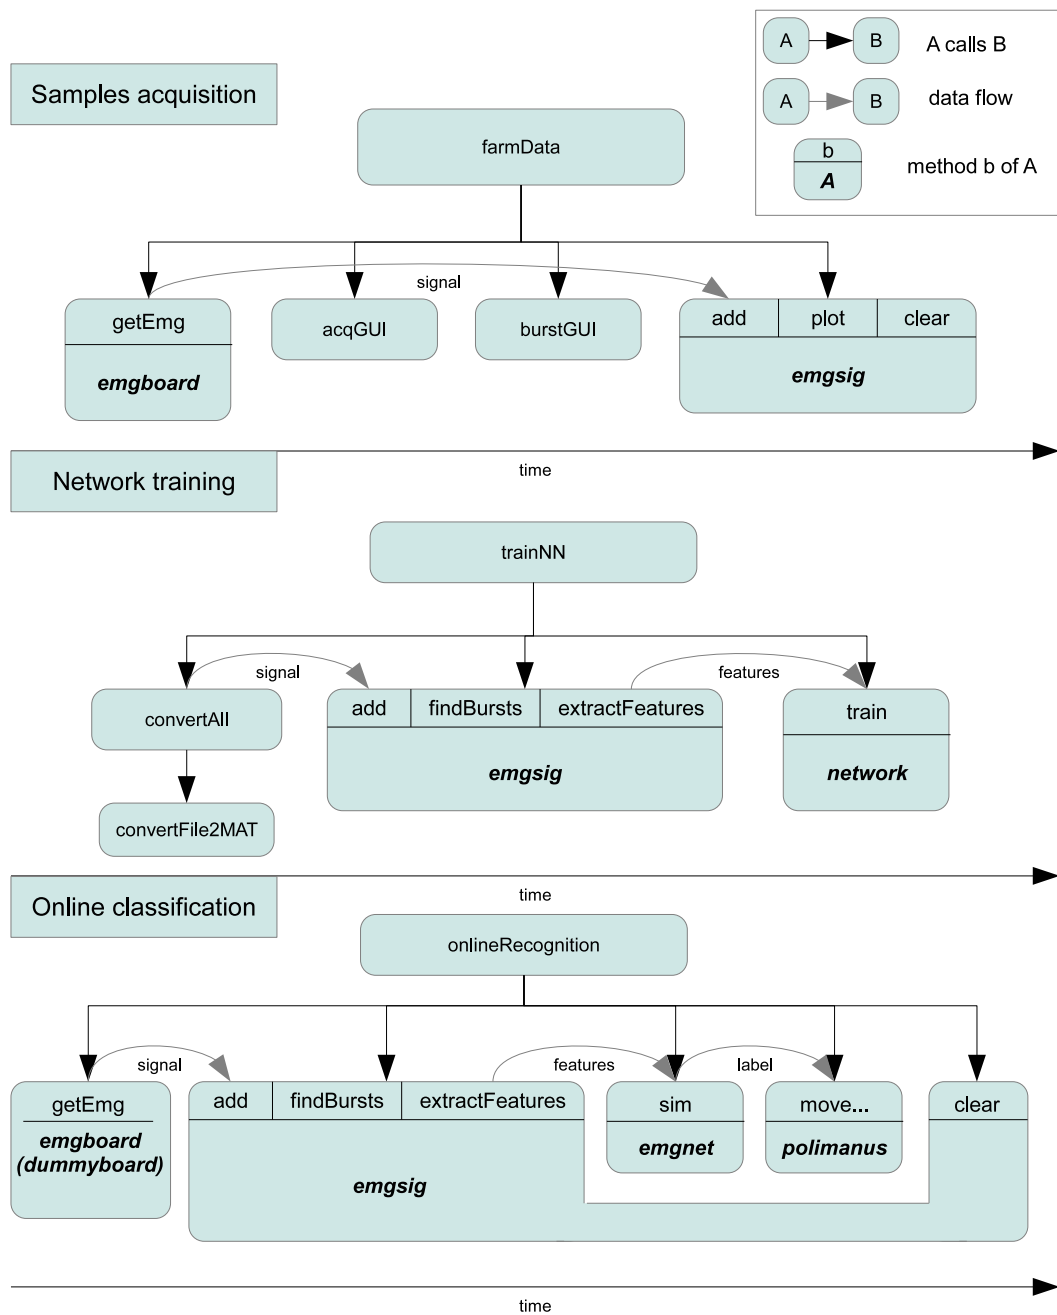 A
B
A calls B
A
B
data flow
b
A
method b of A
Samples acquisition
farmData
signal
getEmg
emgboard
acqGUI
burstGUI
add
plot
clear
emgsig
time
Network training
trainNN
signal
features
convertAll
add
findBursts
extractFeatures
emgsig
train
network
convertFile2MAT
time
Online classification
onlineRecognition
signal
features
label
getEmg
emgboard
(dummyboard)
add
findBursts
extractFeatures
emgsig
sim
emgnet
move...
polimanus
clear
time